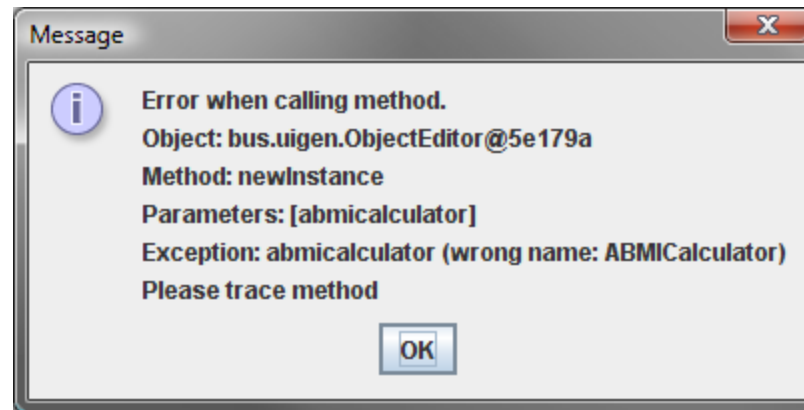 Message
Error when calling method.
Object: bus.uigen.ObjectEditor@5e179a
Method: newInstance
Parameters: [abmicalculator]
Exception: abmicalculator (wrong name: ABMICalculator)
Please trace method
OK